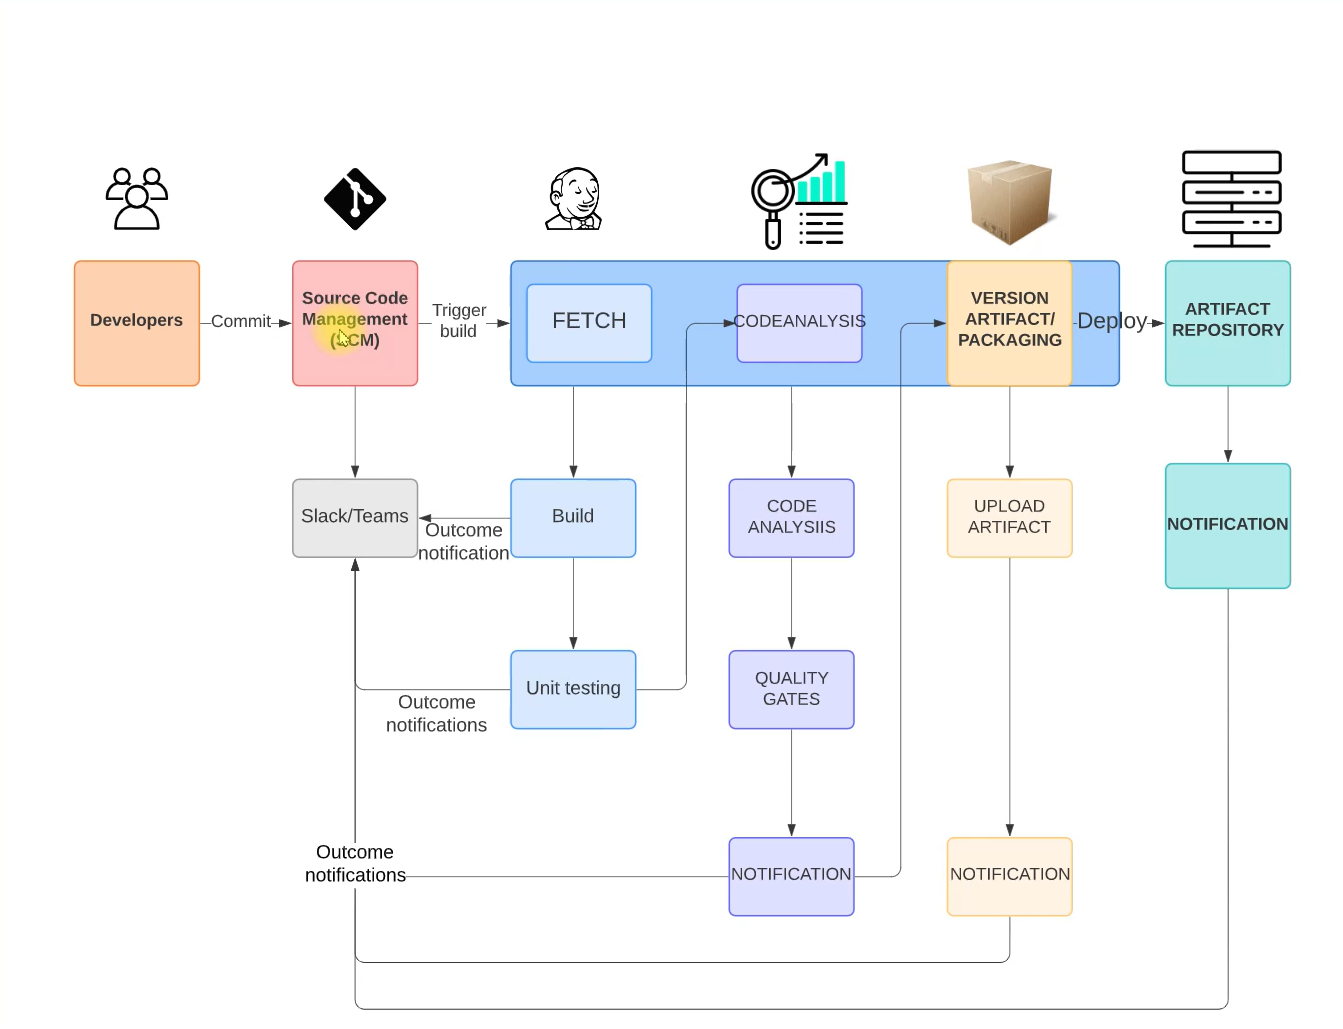 Developers
Commit
Source Code
Management
(SCM)
Trigger
build
FETCH
CODEANALYSIS
VERSION
ARTIFACT/
PACKAGING
Deploy
ARTIFACT
REPOSITORY
Slack/Teams
Outcome
notification
Build
CODE
ANALYSIIS
UPLOAD
ARTIFACT
NOTIFICATION
Outcome
notifications
Unit testing
QUALITY
GATES
Outcome
notifications
NOTIFICATION
NOTIFICATION